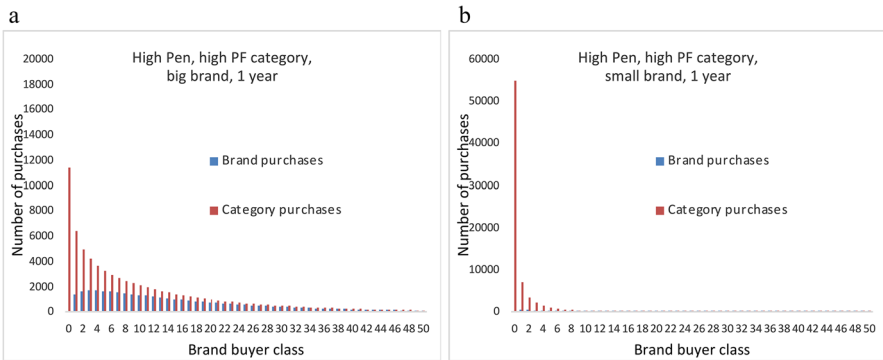 a
High Pen, high PF category,
big brand, 1 year
Number of purchases
20000
18000
16000
14000
12000
10000
8000
6000
4000
2000
0
Brand purchases
Category purchases
0 2 4 6 8 10 12 14 16 18 20 22 24 26 28 30 32 34 36 38 40 42 44 46 48 50
Brand buyer class
b
High Pen, high PF category,
small brand, 1 year
Number of purchases
60000
50000
40000
30000
20000
10000
0
Brand purchases
Category purchases
0 2 4 6 8 10 12 14 16 18 20 22 24 26 28 30 32 34 36 38 40 42 44 46 48 50
Brand buyer class